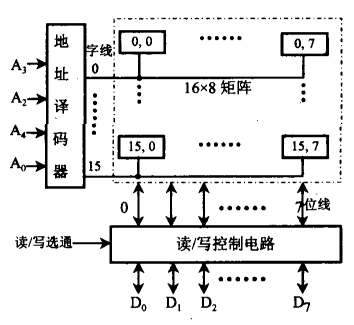 地址译码器
字线
0, 0
0, 7
A3
0
16×8 矩阵
A2
A4
15, 0
15, 7
A0
15
0
7
位线
读/写选通
读/写控制电路
D0
D1
D2
D7